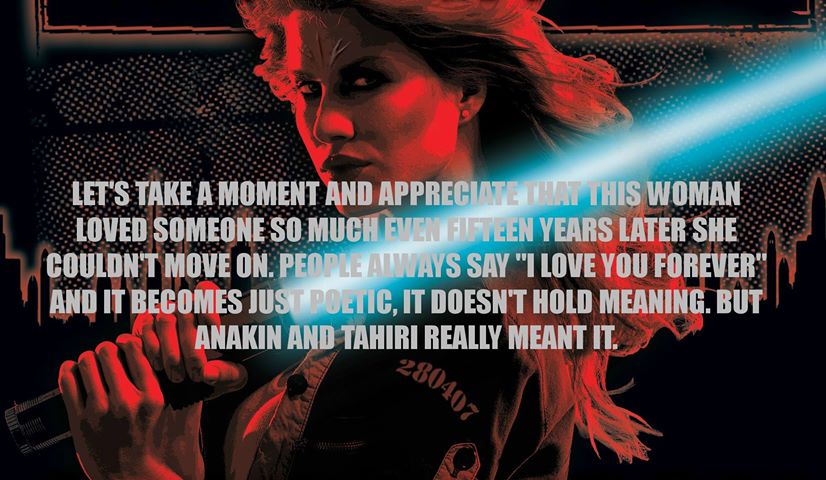 LET'S TAKE A MOMENT AND APPRECIATE THAT THIS WOMAN
LOVED SOMEONE SO MUCH EVEN FIFTEEN YEARS LATER SHE
COULDN'T MOVE ON. PEOPLE ALWAYS SAY "I LOVE YOU FOREVER"
AND IT BECOMES JUST POETIC, IT DOESN'T HOLD MEANING. BUT
ANAKIN AND TAHIRI REALLY MEANT IT.
280407